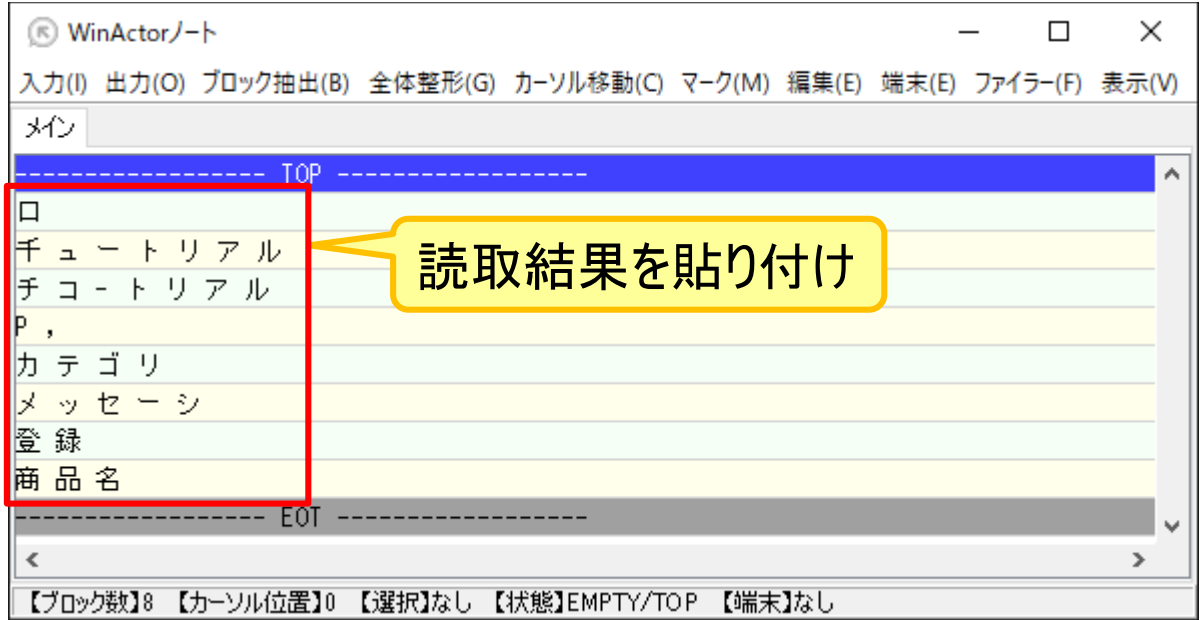 WinActorノート
入力(I) 出力(O) ブロック抽出(B) 全体整形(G) カーソル移動(C) マーク(M) 編集(E) 端末(E) ファイラー(F) 表示(V)
メイン
------------------ TOP ------------------
口
チュートリアル
チコ-トリアル
P,
カテゴリ
メッセーシ
登録
商品名
読取結果を貼り付け
------------------ EOT ------------------
【ブロック数】8 【カーソル位置】0 【選択】なし 【状態】EMPTY/TOP 【端末】なし